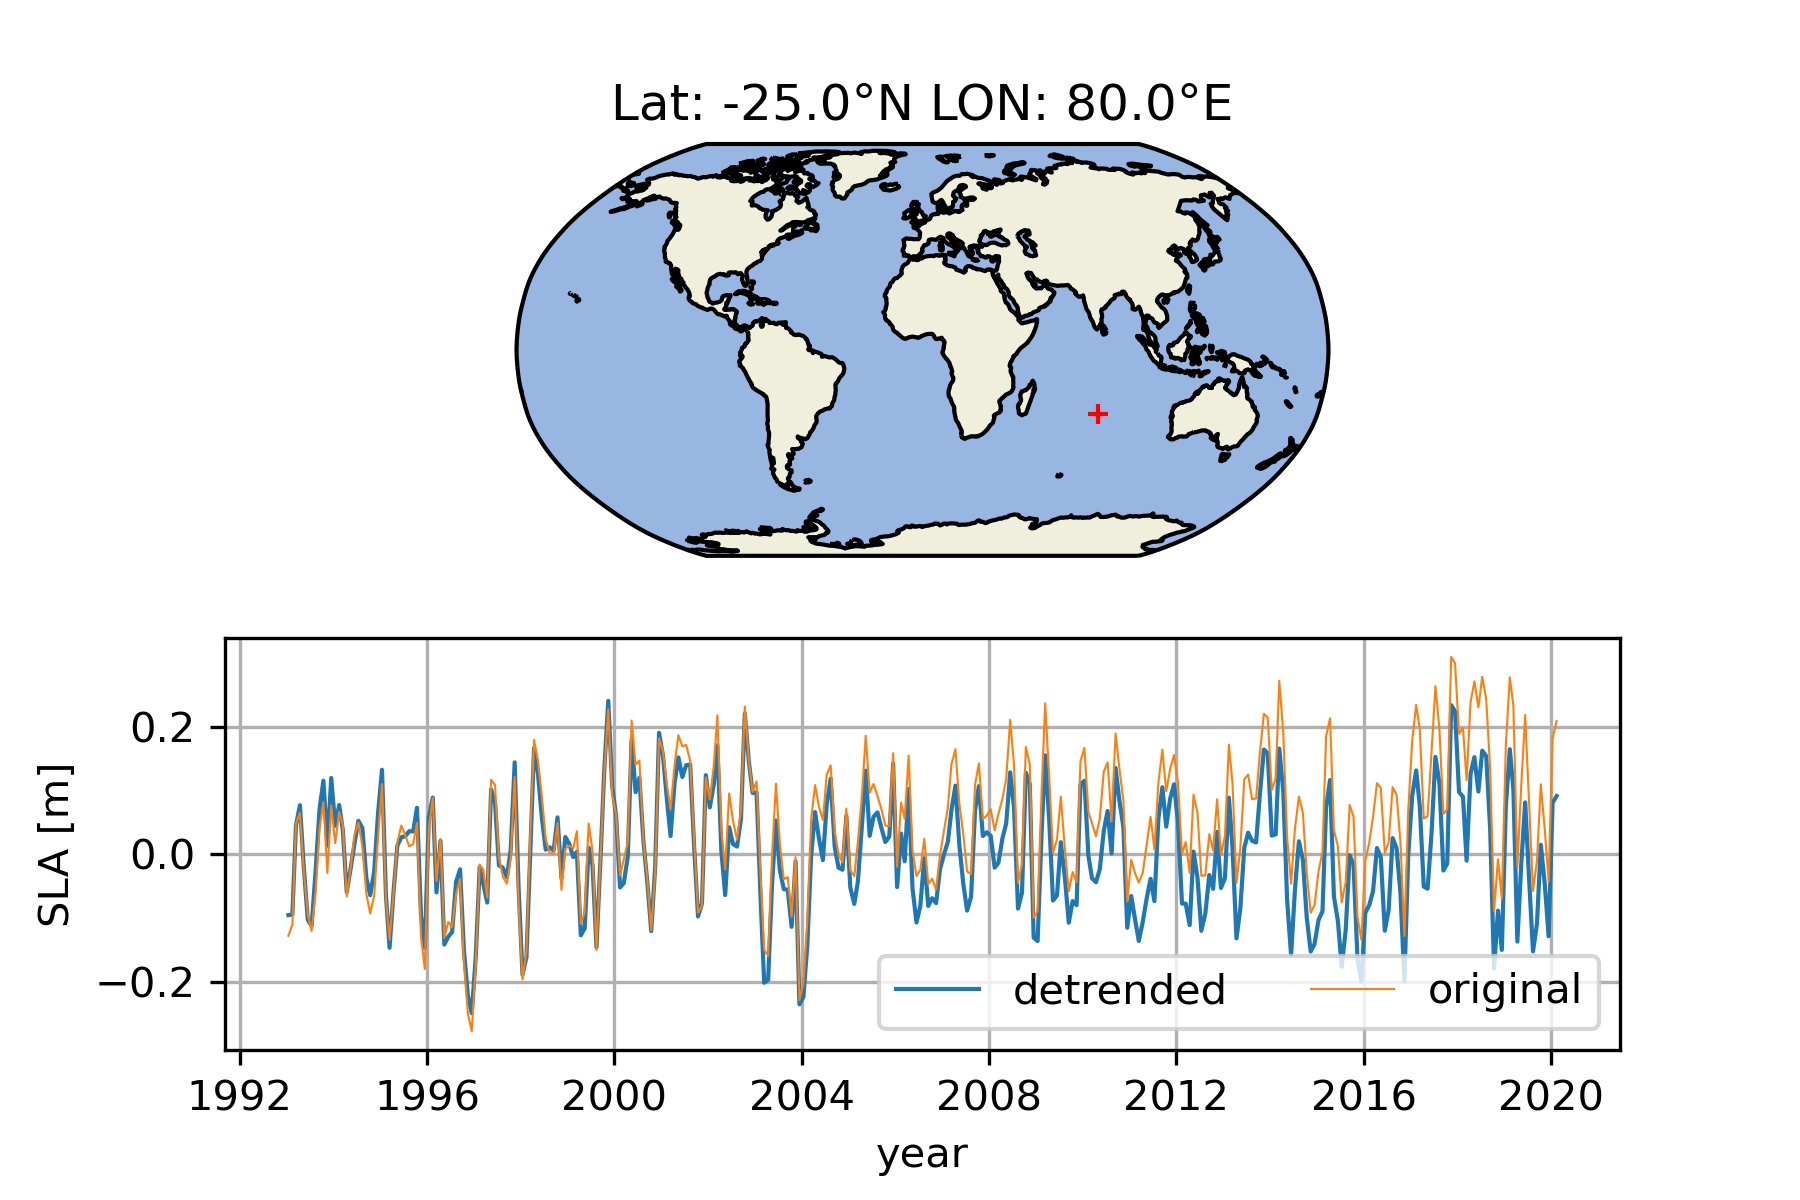 Lat: -25.0°N LON: 80.0°E
SLA [m]
0.2
0.0
−0.2
detrended original
1992 1996 2000 2004 2008 2012 2016 2020
year